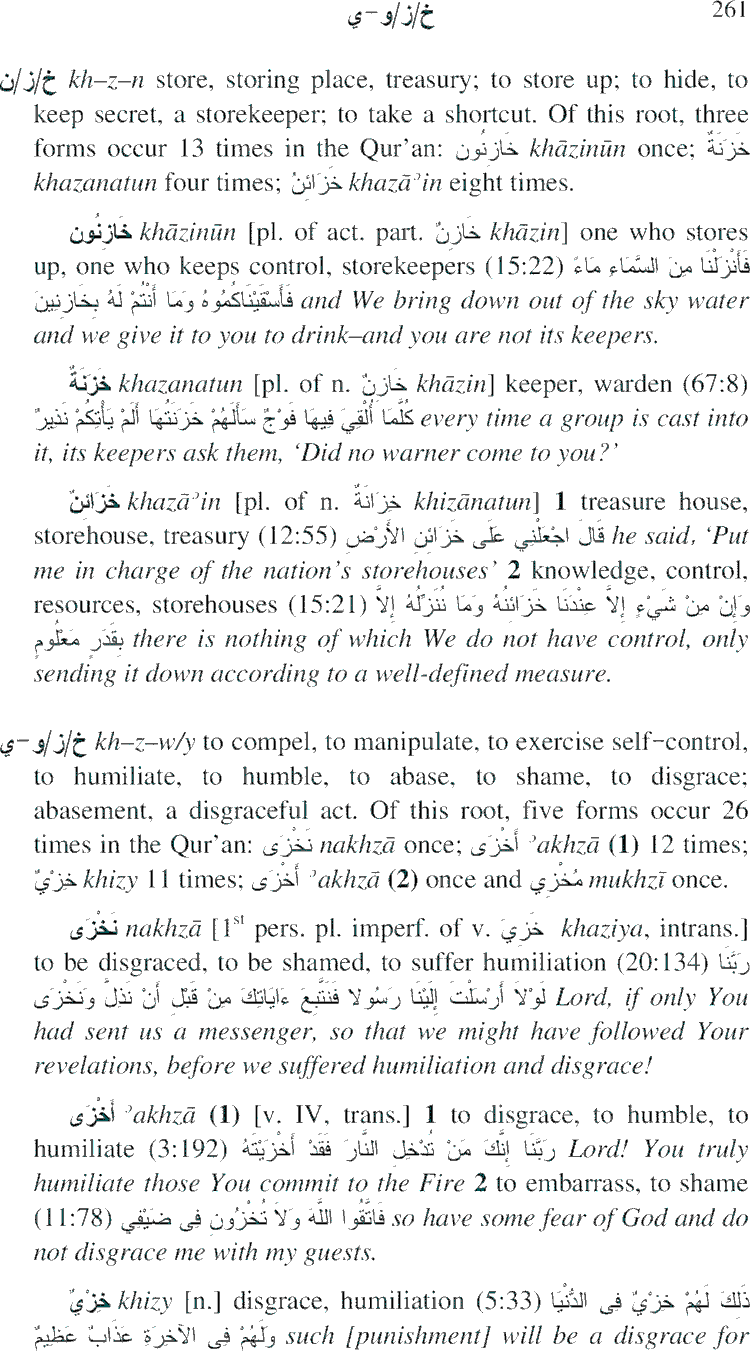 خ/ز/و–ي 261
خ/ز/ن kh–z–n store, storing place, treasury; to store up; to hide, to
keep secret, a storekeeper; to take a shortcut. Of this root, three
forms occur 13 times in the Qur’an: خَازِنُون khāzinūn once; خَزَنَةٌ
khazanatun four times; خَزَائِنُ khazāʾin eight times.
خَازِنُون khāzinūn [pl. of act. part. خَازِنٌ khāzin] one who stores
up, one who keeps control, storekeepers (15:22) فَأَنْزَلْنَا مِنَ السَّمَاءِ مَاءً
فَأَسْقَيْنَاكُمُوهُ وَمَا أَنْتُمْ لَهُ بِخَازِنِينَ and We bring down out of the sky water
and we give it to you to drink–and you are not its keepers.
خَزَنَةٌ khazanatun [pl. of n. خَازِنٌ khāzin] keeper, warden (67:8)
كُلَّمَا أُلْقِيَ فِيهَا فَوْجٌ سَأَلَهُمْ خَزَنَتُهَا أَلَمْ يَأْتِكُمْ نَذِيرٌ every time a group is cast into
it, its keepers ask them, ‘Did no warner come to you?’
خَزَائِنُ khazāʾin [pl. of n. خِزَانَةٌ khizānatun] 1 treasure house,
storehouse, treasury (12:55) قَالَ اجْعَلْنِي عَلَى خَزَائِنِ الأَرْضِ he said, ‘Put
me in charge of the nation’s storehouses’ 2 knowledge, control,
resources, storehouses (15:21) وَإِنْ مِنْ شَيْءٍ إِلاَّ عِنْدَنَا خَزَائِنُهُ وَمَا نُنَزِّلُهُ إِلاَّ
بِقَدَرٍ مَعْلُومٍ there is nothing of which We do not have control, only
sending it down according to a well-defined measure.
خ/ز/و–ي kh–z–w/y to compel, to manipulate, to exercise self-control,
to humiliate, to humble, to abase, to shame, to disgrace;
abasement, a disgraceful act. Of this root, five forms occur 26
times in the Qur’an: نَخْزَى nakhzā once; أَخْزَى ʾakhzā (1) 12 times;
خِزْيٌ khizy 11 times; أَخْزَى ʾakhzā (2) once and مُخْزِي mukhzī once.
نَخْزَى nakhzā [1st pers. pl. imperf. of v. خَزِيَ khaziya, intrans.]
to be disgraced, to be shamed, to suffer humiliation (20:134) رَبَّنَا
لَوْلاَ أَرْسَلْتَ إِلَيْنَا رَسُولا فَنَتَّبِعَ ءَايَاتِكَ مِنْ قَبْلِ أَنْ نَذِلَّ وَنَخْزَى Lord, if only You
had sent us a messenger, so that we might have followed Your
revelations, before we suffered humiliation and disgrace!
أَخْزَى ʾakhzā (1) [v. IV, trans.] 1 to disgrace, to humble, to
humiliate (3:192) رَبَّنَا إِنَّكَ مَنْ تُدْخِلِ النَّارَ فَقَدْ أَخْزَيْتَهُ Lord! You truly
humiliate those You commit to the Fire 2 to embarrass, to shame
(11:78) فَاتَّقُوا اللَّهَ وَلاَ تُخْزُونِ فِى ضَيْفِي so have some fear of God and do
not disgrace me with my guests.
خِزْيٌ khizy [n.] disgrace, humiliation (5:33) ذَلِكَ لَهُمْ خِزْيٌ فِى الدُّنْيَا
وَلَهُمْ فِى الآخِرَةِ عَذَابٌ عَظِيمٌ such [punishment] will be a disgrace for